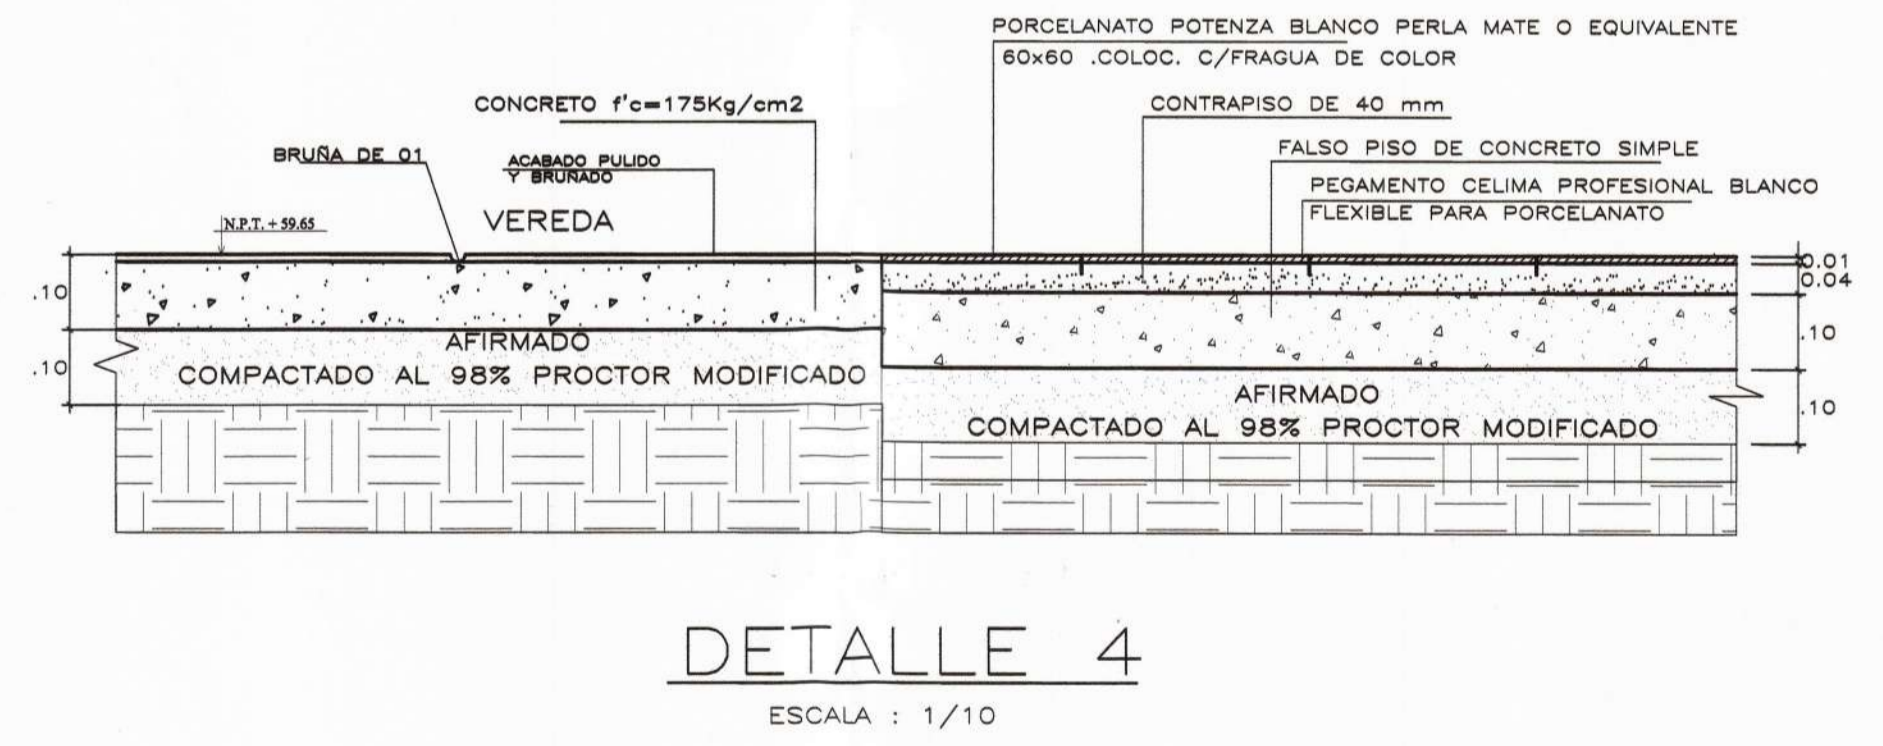 PORCELANATO POTENZA BLANCO PERLA MATE O EQUIVALENTE
60x60 .COLOC. C/FRAGUA DE COLOR
CONCRETO f'c=175Kg/cm2
CONTRAPISO DE 40 mm
BRUÑA DE 01
ACABADO PULIDO
Y BRUÑADO
FALSO PISO DE CONCRETO SIMPLE
PEGAMENTO CELIMA PROFESIONAL BLANCO
FLEXIBLE PARA PORCELANATO
N.P.T. + 59.65
VEREDA
0.01
0.04
.10
.10
.10
.10
AFIRMADO
COMPACTADO AL 98% PROCTOR MODIFICADO
AFIRMADO
COMPACTADO AL 98% PROCTOR MODIFICADO
DETALLE 4
ESCALA : 1/10